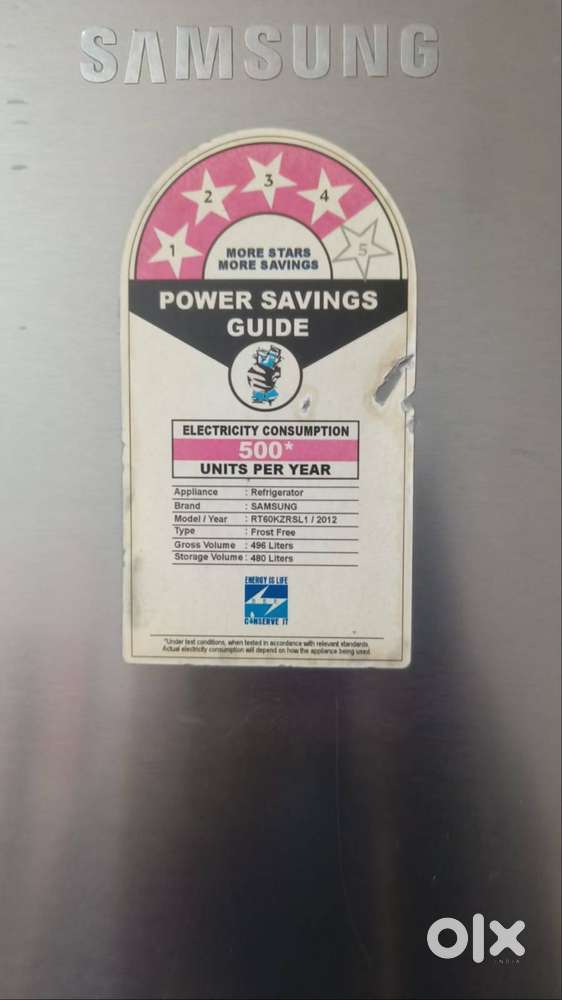 SAMSUNG
1 2 3 4 5
MORE STARS
MORE SAVINGS
POWER SAVINGS
GUIDE
ELECTRICITY CONSUMPTION
500*
UNITS PER YEAR
Appliance : Refrigerator
Brand : SAMSUNG
Model / Year : RT60KZRSL1 / 2012
Type : Frost Free
Gross Volume : 496 Liters
Storage Volume : 480 Liters
ENERGY IS LIFE
BEE
CONSERVE IT
*Under test conditions, when tested in accordance with relevant standards.
Actual electricity consumption will depend on how the appliance being used.
olx
INDIA